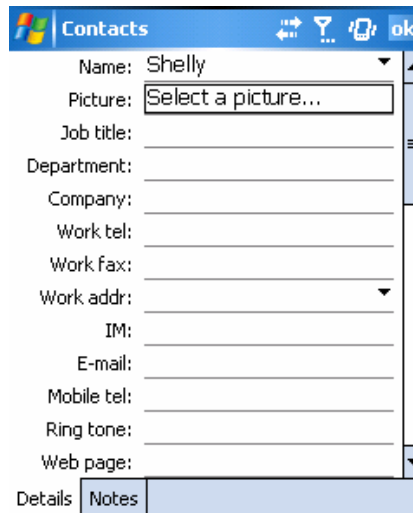 Contacts ok
Name: Shelly
Picture: Select a picture...
Job title:
Department:
Company:
Work tel:
Work fax:
Work addr:
IM:
E-mail:
Mobile tel:
Ring tone:
Web page:
Details Notes